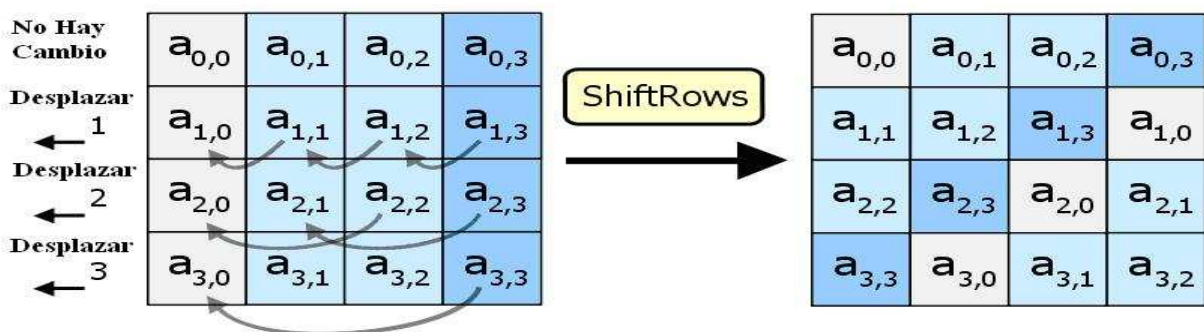 No Hay
Cambio
Desplazar
1
Desplazar
2
Desplazar
3
a0,0 a0,1 a0,2 a0,3
a1,0 a1,1 a1,2 a1,3
a2,0 a2,1 a2,2 a2,3
a3,0 a3,1 a3,2 a3,3
ShiftRows
a0,0 a0,1 a0,2 a0,3
a1,1 a1,2 a1,3 a1,0
a2,2 a2,3 a2,0 a2,1
a3,3 a3,0 a3,1 a3,2